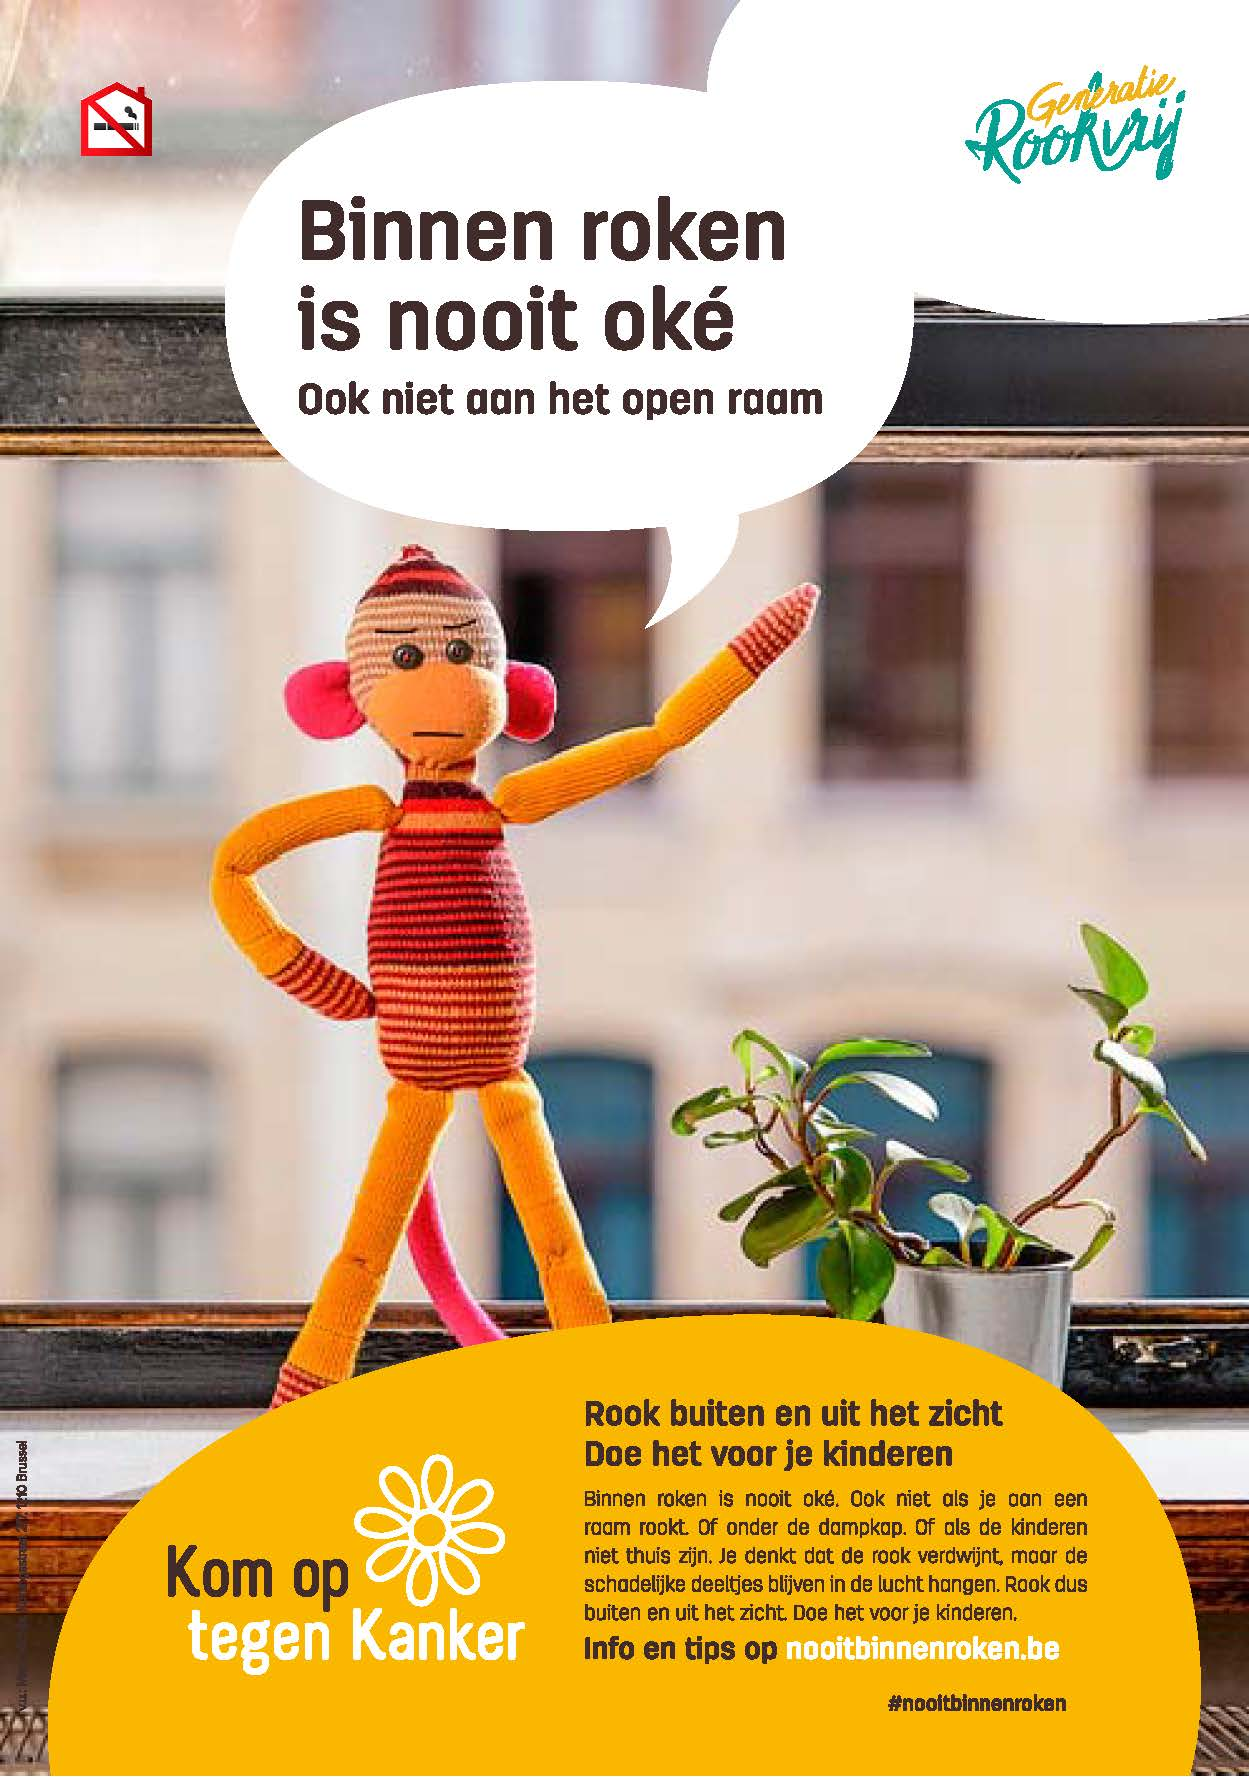 Generatie
Rookvrij
Binnen roken
is nooit oké
Ook niet aan het open raam
Rook buiten en uit het zicht
Doe het voor je kinderen
Binnen roken is nooit oké. Ook niet als je aan een
raam rookt. Of onder de dampkap. Of als de kinderen
niet thuis zijn. Je denkt dat de rook verdwijnt, maar de
schadelijke deeltjes blijven in de lucht hangen. Rook dus
buiten en uit het zicht. Doe het voor je kinderen.
Info en tips op nooitbinnenroken.be
#nooitbinnenroken
Kom op
tegen Kanker
1210 Brussel